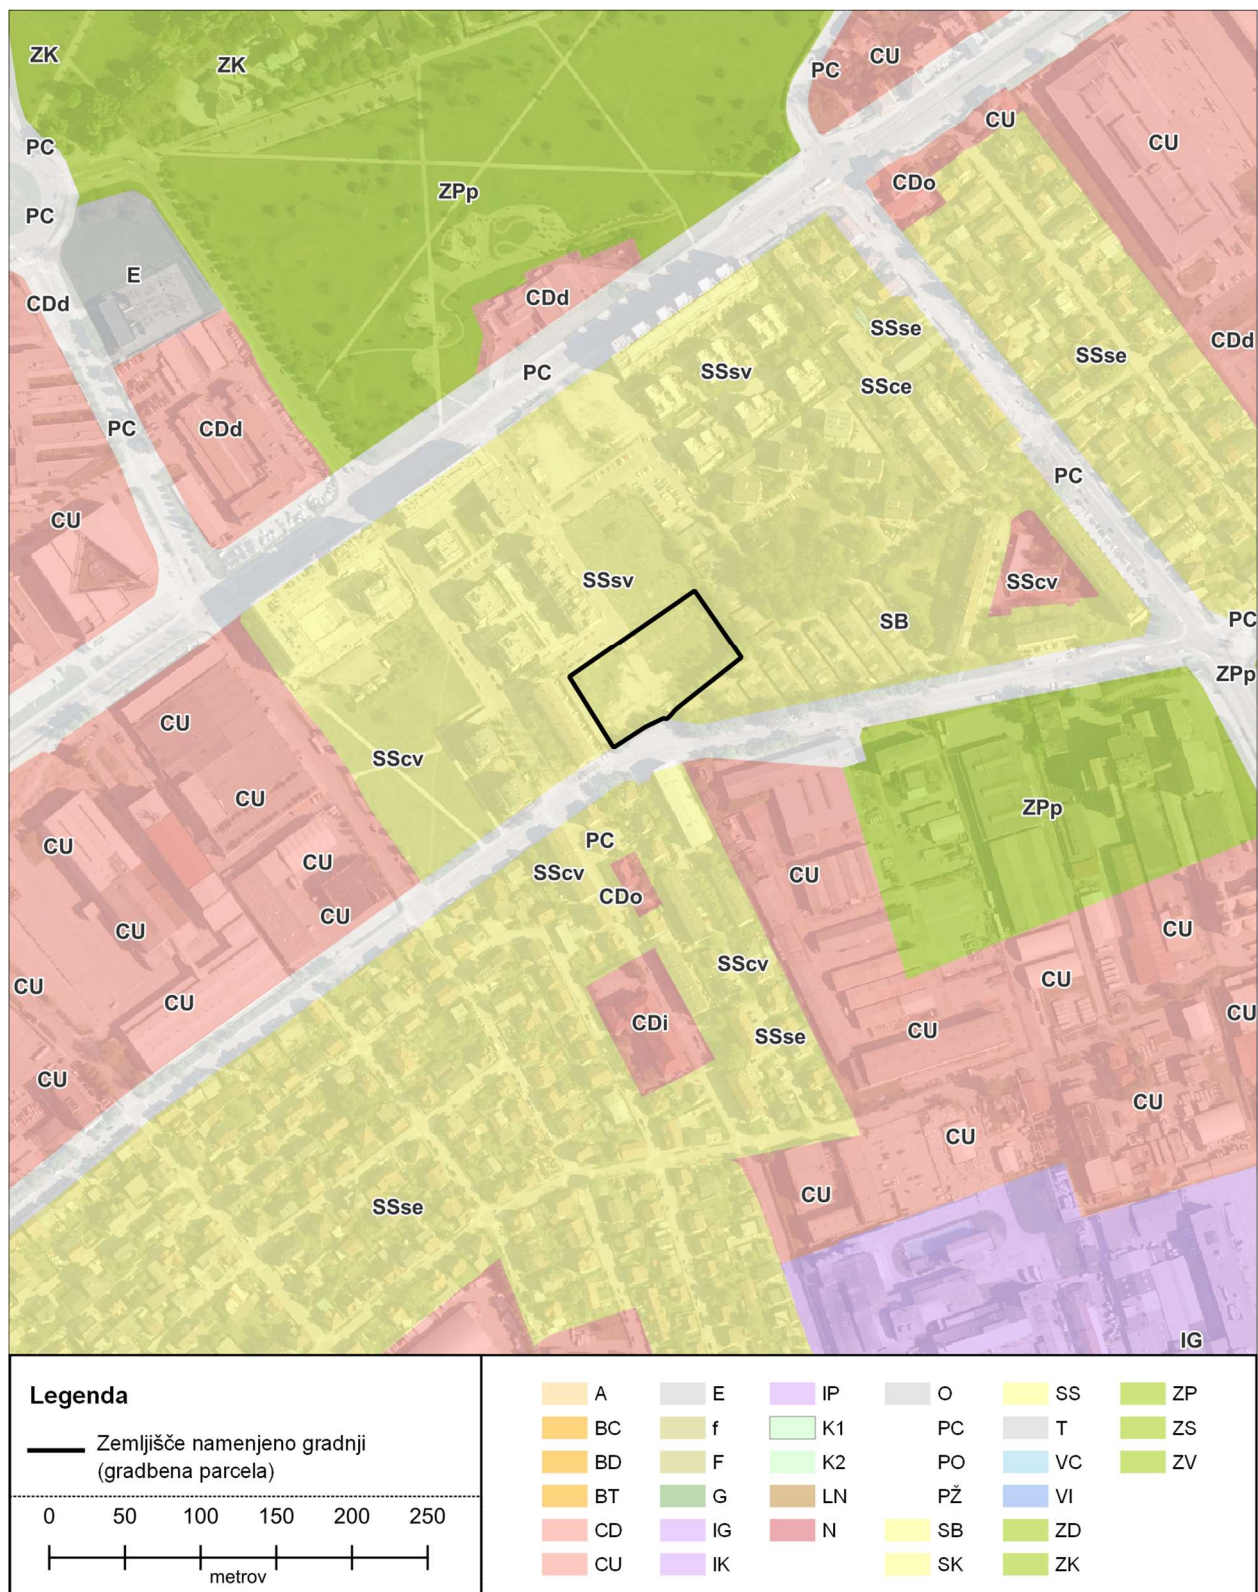 ZK
ZK
CU
PC
CU
CU
PC
CDo
ZPp
PC
E
CDd
CDd
SSse
CDd
SSse
PC
SSsv
SSce
CDd
PC
PC
CU
SSsv
SScv
SB
PC
ZPp
CU
SScv
CU
ZPp
CU
PC
CU
SScv
CU
CDo
CU
CU
CU
SScv
CU
CU
CU
CU
CDi
CU
SSse
CU
CU
CU
CU
SSse
IG
Legenda
Zemljišče namenjeno gradnji
(gradbena parcela)
0 50 100 150 200 250
metrov
A E IP O SS ZP
BC f K1 PC T ZS
BD F K2 PO VC ZV
BT G LN PŽ VI
CD IG N SB ZD
CU IK SK ZK